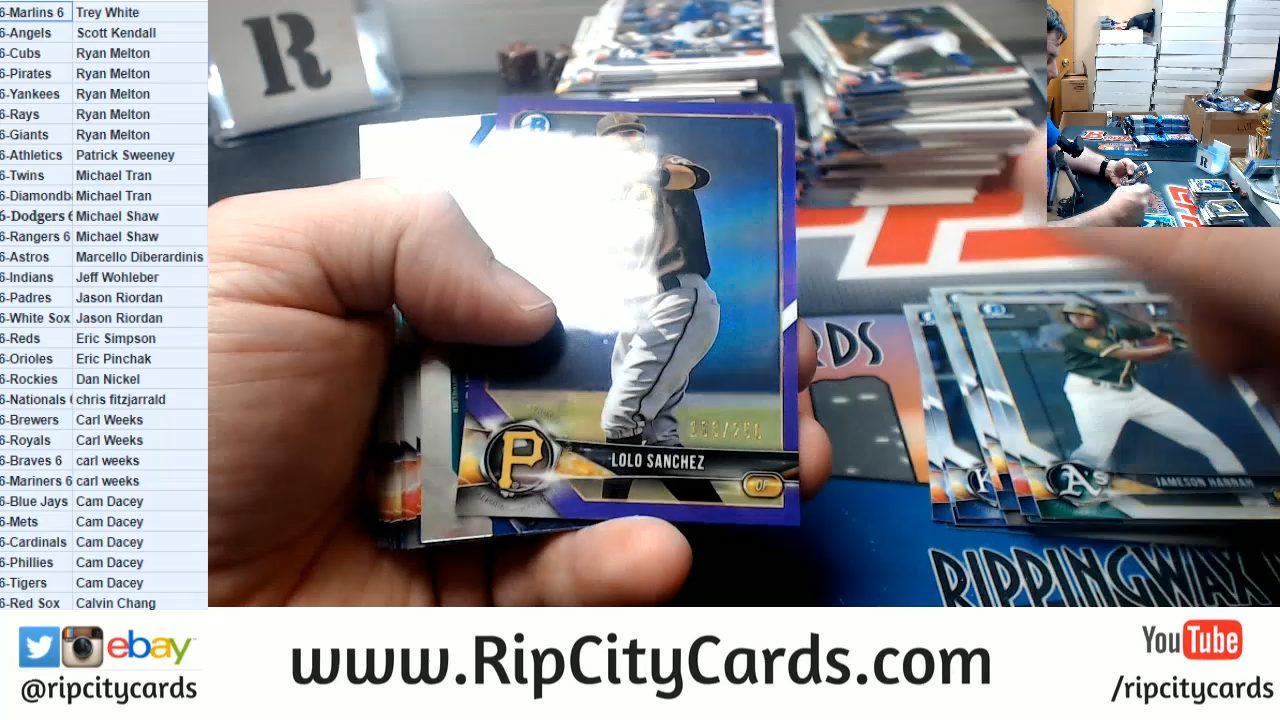 6-Marlins 6 Trey White
6-Angels Scott Kendall
6-Cubs Ryan Melton
6-Pirates Ryan Melton
6-Yankees Ryan Melton
6-Rays Ryan Melton
6-Giants Ryan Melton
6-Athletics Patrick Sweeney
6-Twins Michael Tran
6-Diamondb Michael Tran
6-Dodgers 6 Michael Shaw
6-Rangers 6 Michael Shaw
6-Astros Marcello Diberardinis
6-Indians Jeff Wohleber
6-Padres Jason Riordan
6-White Sox Jason Riordan
6-Reds Eric Simpson
6-Orioles Eric Pinchak
6-Rockies Dan Nickel
6-Nationals chris fitzjarrald
6-Brewers Carl Weeks
6-Royals Carl Weeks
6-Braves 6 carl weeks
6-Mariners 6 carl weeks
6-Blue Jays Cam Dacey
6-Mets Cam Dacey
6-Cardinals Cam Dacey
6-Phillies Cam Dacey
6-Tigers Cam Dacey
6-Red Sox Calvin Chang
R
B
P
LOLO SANCHEZ
OF
A's
JAMESON HANNAH
RDS
RIPPINGWAX
ebay
@ripcitycards
www.RipCityCards.com
YouTube
/ripcitycards